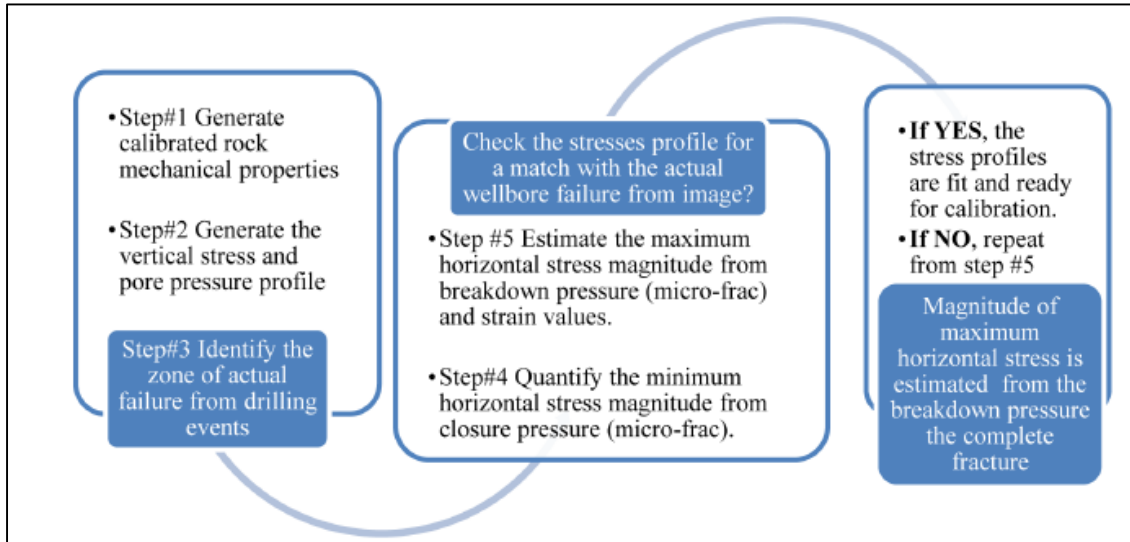 •Step#1 Generate
calibrated rock
mechanical properties
•Step#2 Generate the
vertical stress and
pore pressure profile
Step#3 Identify the
zone of actual
failure from drilling
events
Check the stresses profile for
a match with the actual
wellbore failure from image?
•Step #5 Estimate the maximum
horizontal stress magnitude from
breakdown pressure (micro-frac)
and strain values.
•Step#4 Quantify the minimum
horizontal stress magnitude from
closure pressure (micro-frac).
•If YES, the
stress profiles
are fit and ready
for calibration.
•If NO, repeat
from step #5
Magnitude of
maximum
horizontal stress is
estimated from the
breakdown pressure
the complete
fracture